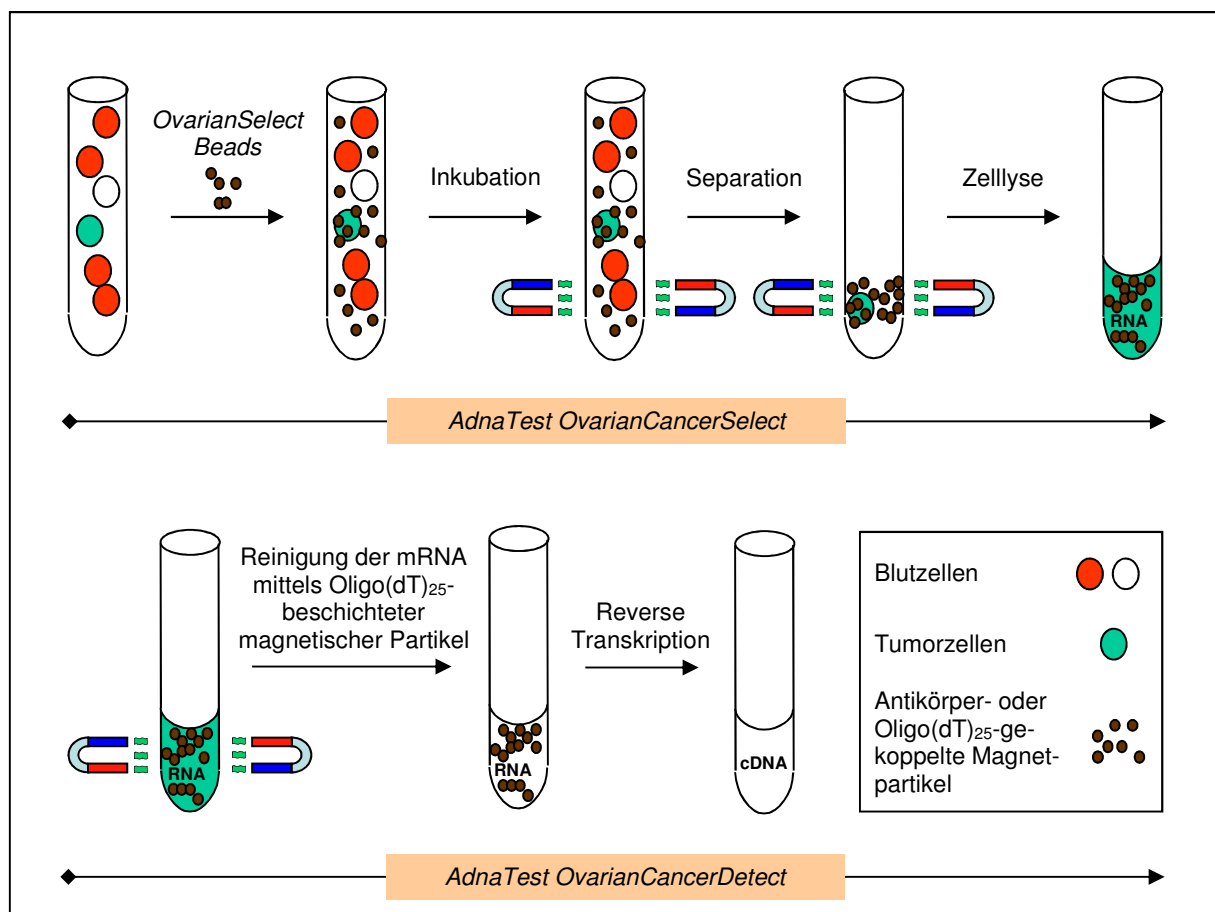 OvarianSelect
Beads
Inkubation
Separation
Zelllyse
RNA
AdnaTest OvarianCancerSelect
Reinigung der mRNA
mittels Oligo(dT)₂₅-
beschichteter
magnetischer Partikel
Reverse
Transkription
RNA
RNA
cDNA
Blutzellen
Tumorzellen
Antikörper- oder
Oligo(dT)₂₅-ge-
koppelte Magnet-
partikel
AdnaTest OvarianCancerDetect